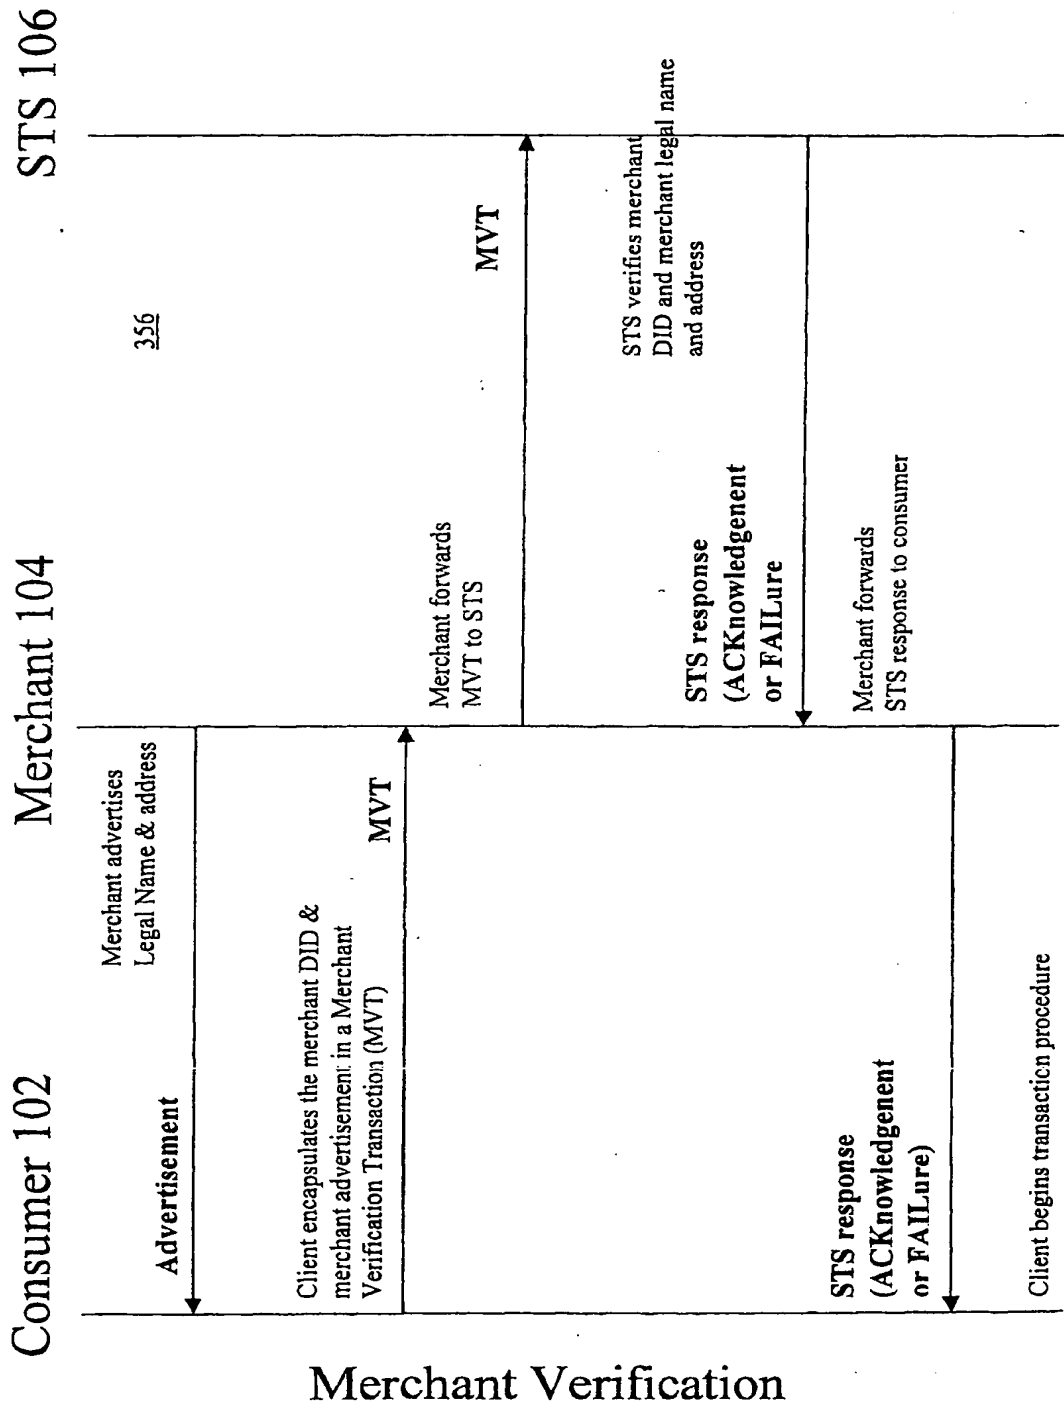 Merchant Verification
Consumer 102
Merchant 104
STS 106
356
Merchant advertises
Legal Name & address
Advertisement
Client encapsulates the merchant DID &
merchant advertisement in a Merchant
Verification Transaction (MVT)
MVT
Merchant forwards
MVT to STS
MVT
STS verifies merchant
DID and merchant legal name
and address
STS response
(ACKnowledgenent
or FAILure
Merchant forwards
STS response to consumer
STS response
(ACKnowledgenent
or FAILure)
Client begins transaction procedure